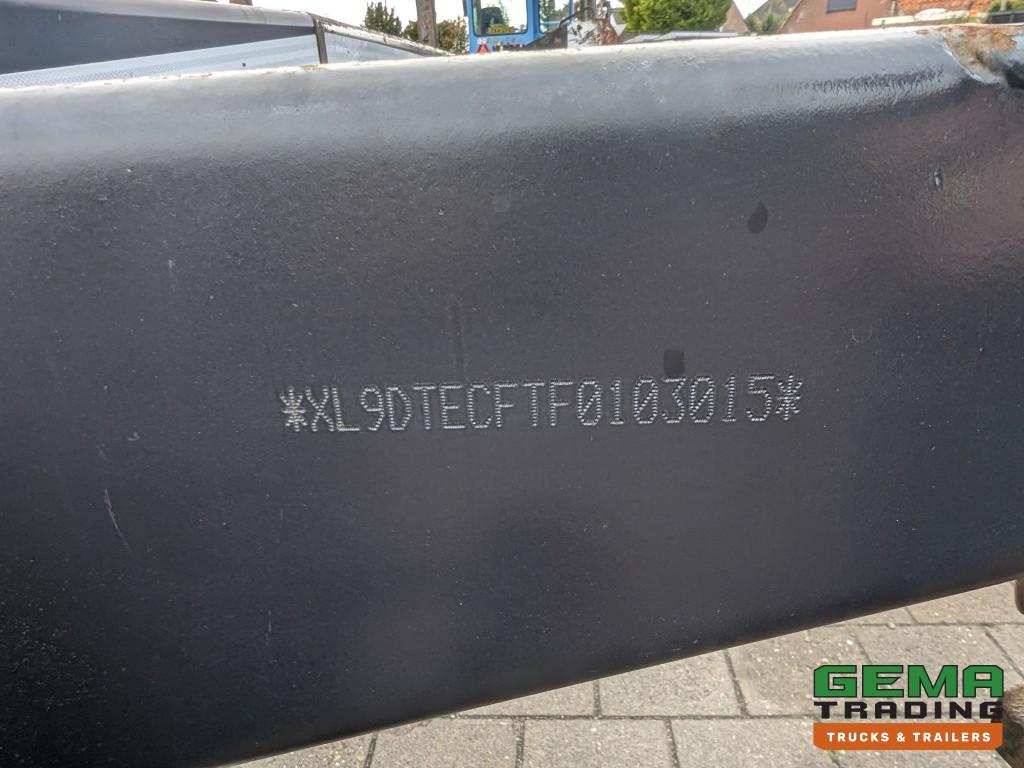 *XL9DTECFTF0103015*
GEMA
TRADING
TRUCKS & TRAILERS